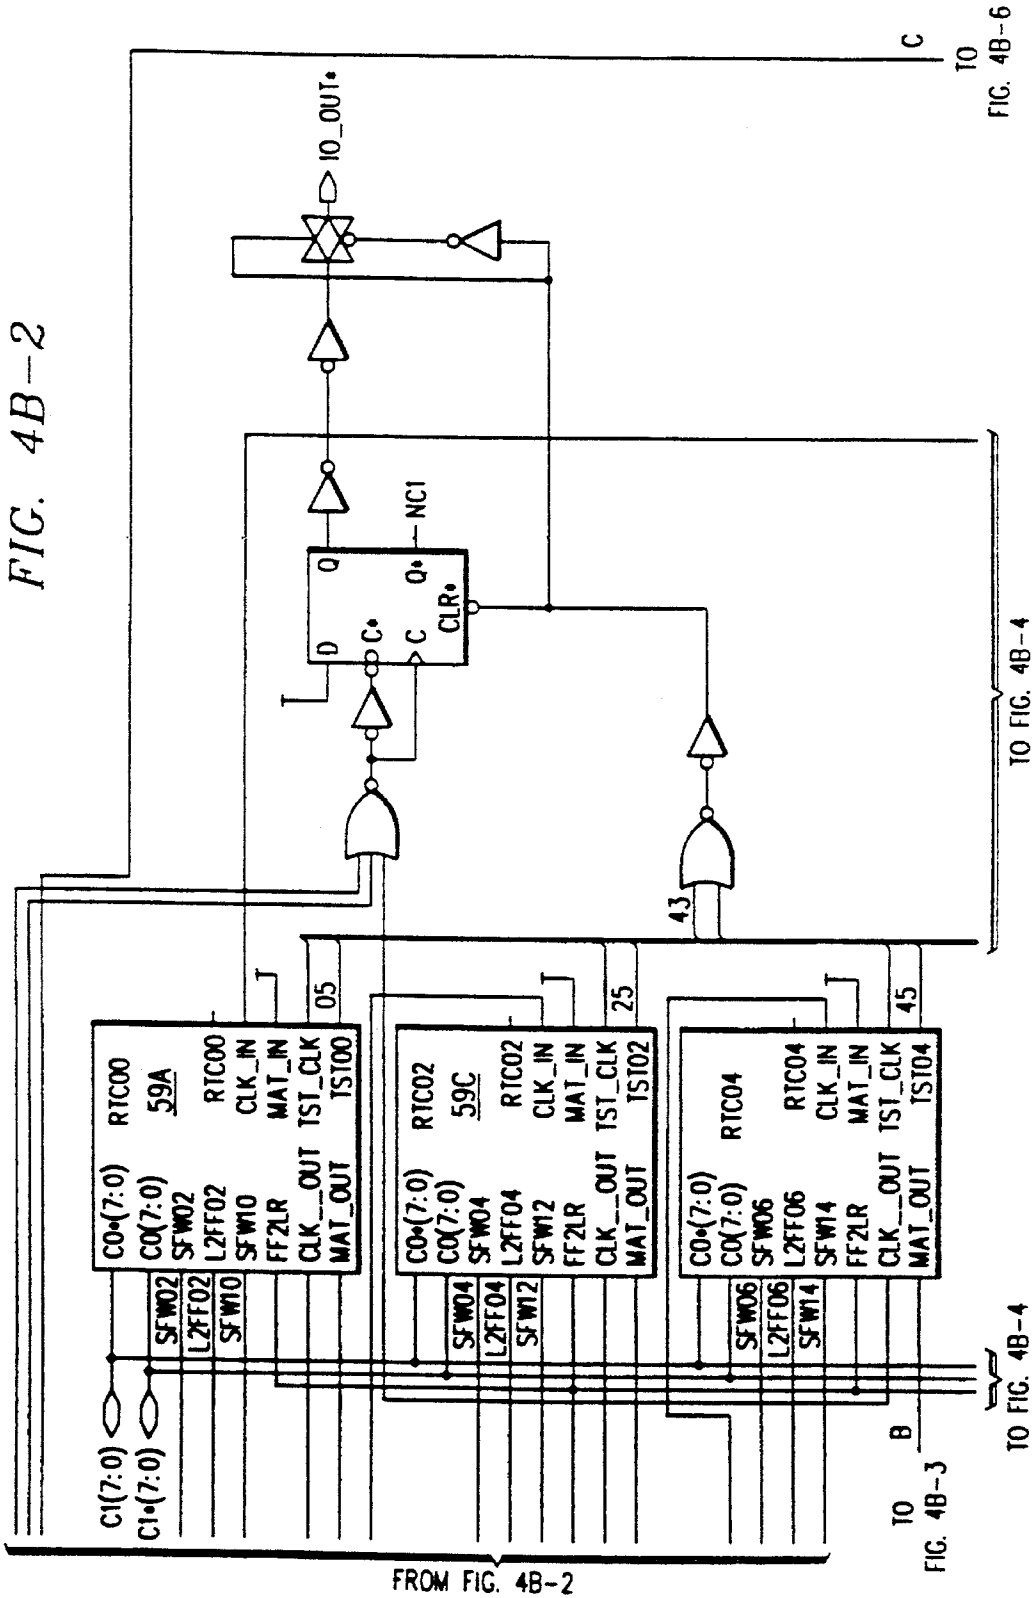 FIG. 4B-2
C1(7:0)
C1*(7:0)
SFW02
L2FF02
SFW10
C0*(7:0)
C0(7:0)
SFW02
L2FF02
SFW10
FF2LR
CLK_OUT
MAT_OUT
RTC00
59A
RTC00
CLK_IN
MAT_IN
TST_CLK
TST00
05
SFW04
L2FF04
SFW12
C0*(7:0)
C0(7:0)
SFW04
L2FF04
SFW12
FF2LR
CLK_OUT
MAT_OUT
RTC02
59C
RTC02
CLK_IN
MAT_IN
TST_CLK
TST02
25
SFW06
L2FF06
SFW14
C0*(7:0)
C0(7:0)
SFW06
L2FF06
SFW14
FF2LR
CLK_OUT
MAT_OUT
RTC04
RTC04
CLK_IN
MAT_IN
TST_CLK
TST04
45
43
D
C*
C
Q
Q*
CLR*
NC1
IO_OUT*
C
TO
FIG. 4B-6
B
TO
FIG. 4B-3
TO FIG. 4B-4
TO FIG. 4B-4
FROM FIG. 4B-2